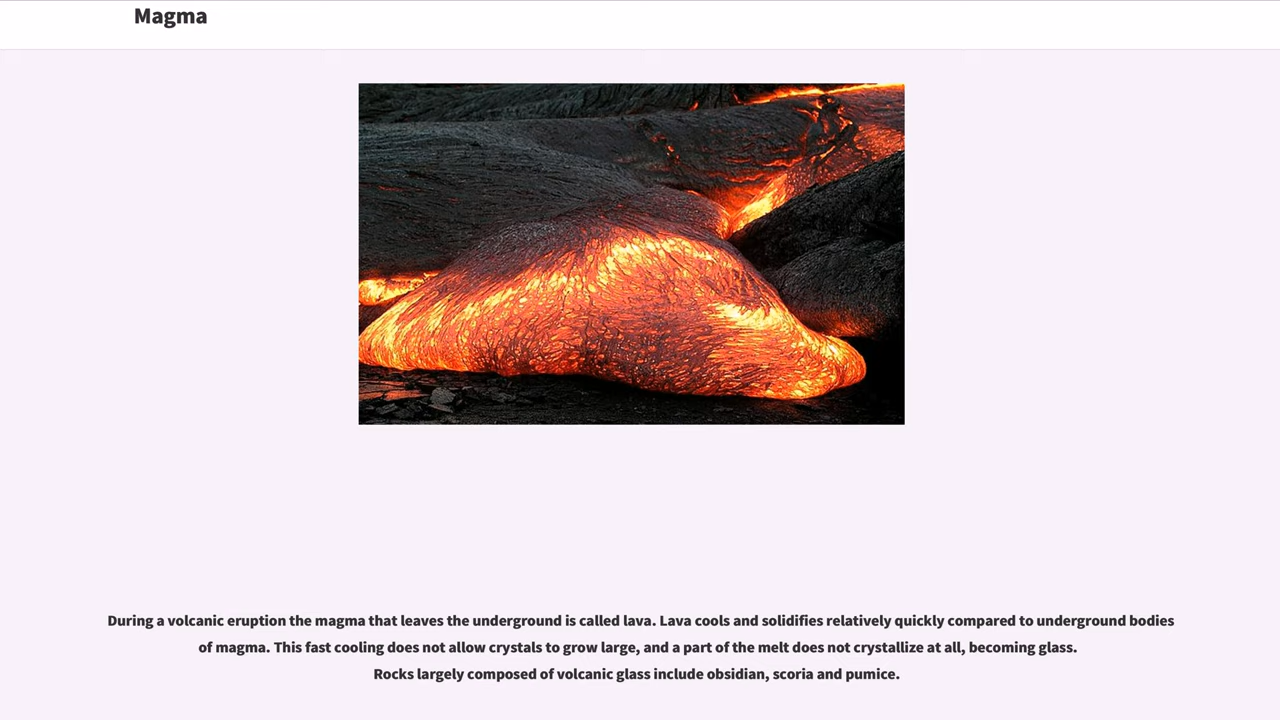 Magma
During a volcanic eruption the magma that leaves the underground is called lava. Lava cools and solidifies relatively quickly compared to underground bodies
of magma. This fast cooling does not allow crystals to grow large, and a part of the melt does not crystallize at all, becoming glass.
Rocks largely composed of volcanic glass include obsidian, scoria and pumice.